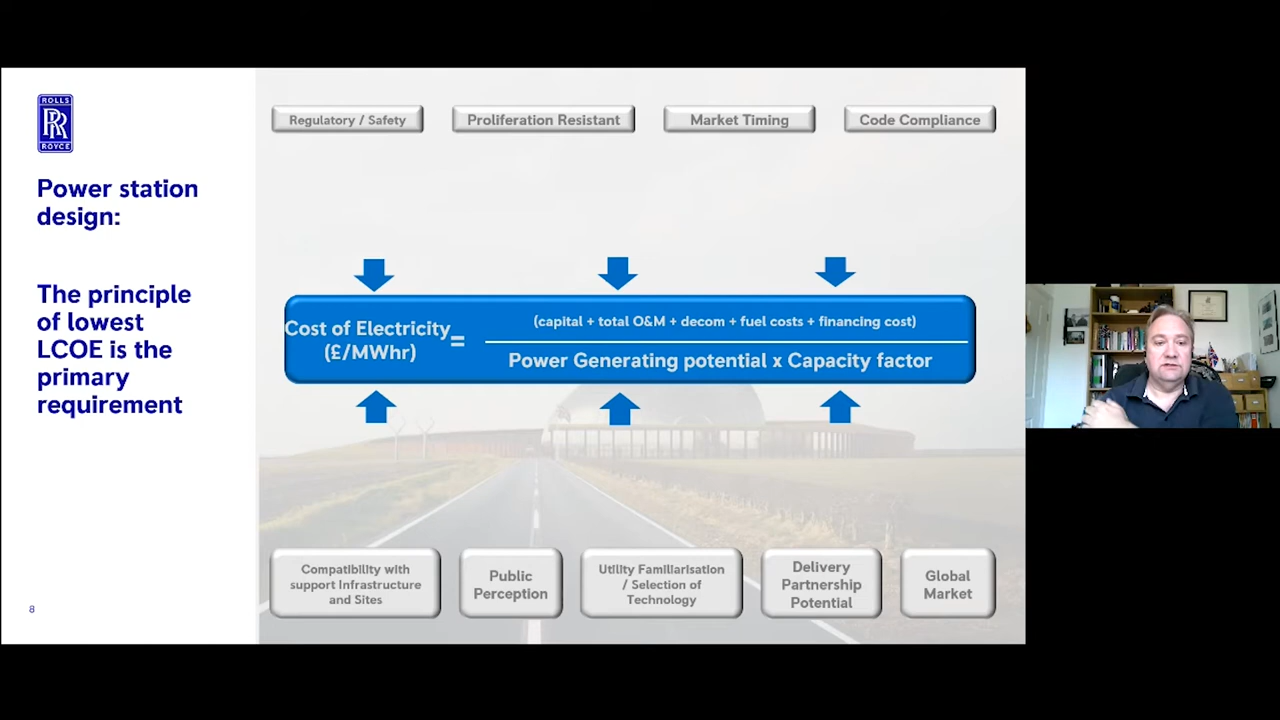 ROLLS
RR
ROYCE
Power station
design:
The principle
of lowest
LCOE is the
primary
requirement
8
Regulatory / Safety
Proliferation Resistant
Market Timing
Code Compliance
Cost of Electricity
(£/MWhr)
=
(capital + total O&M + decom + fuel costs + financing cost)
Power Generating potential x Capacity factor
Compatibility with
support Infrastructure
and Sites
Public
Perception
Utility Familiarisation
/ Selection of
Technology
Delivery
Partnership
Potential
Global
Market